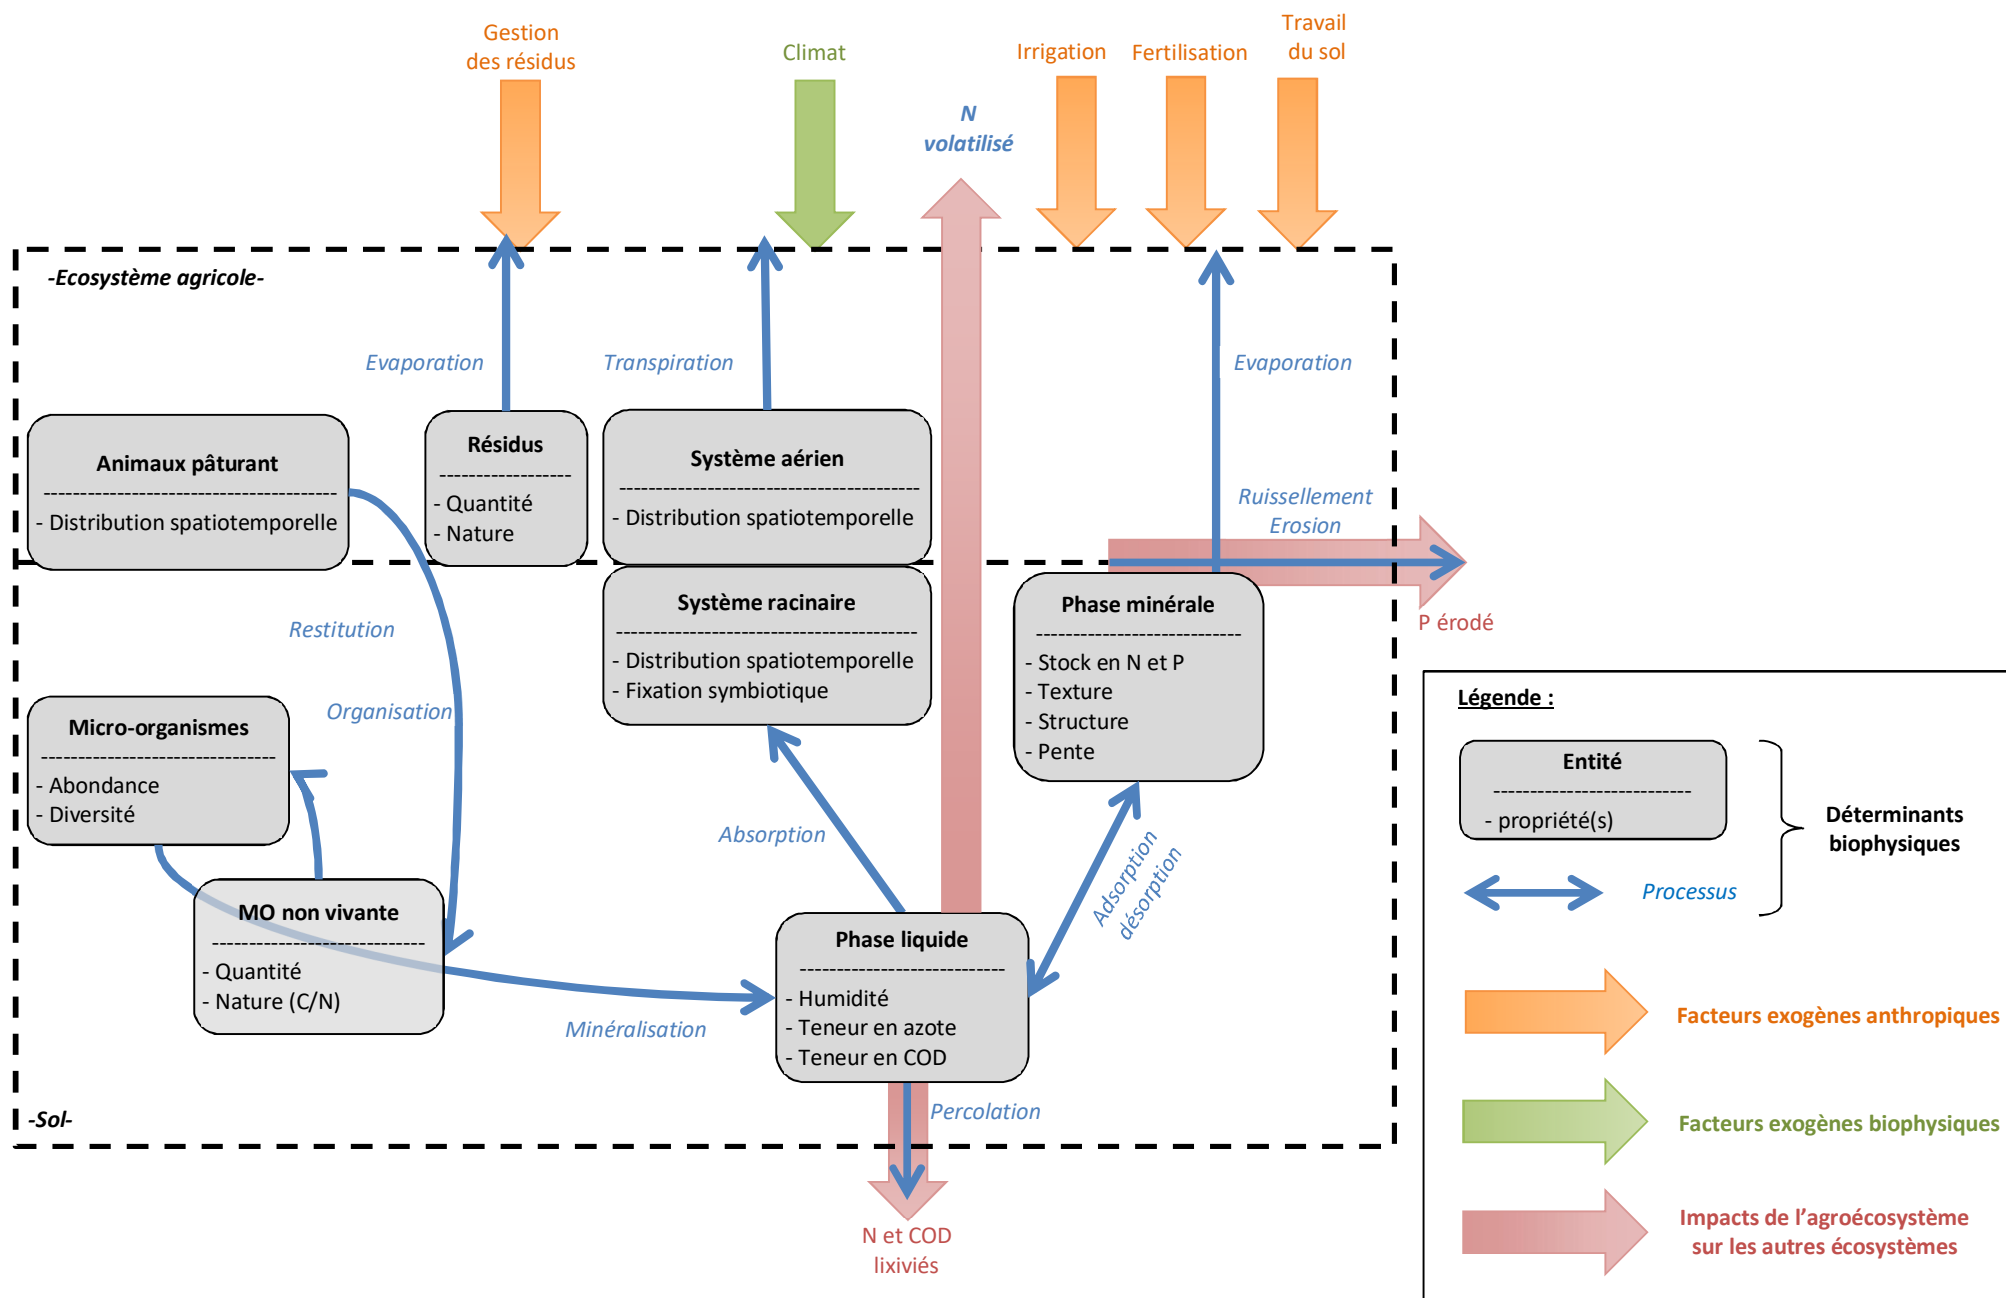 Gestion
des résidus
Climat
Irrigation
Fertilisation
Travail
du sol
N
volatilisé
-Ecosystème agricole-
Evaporation
Transpiration
Evaporation
Animaux pâturant
- Distribution spatiotemporelle
Résidus
- Quantité
- Nature
Système aérien
- Distribution spatiotemporelle
Ruissellement
Erosion
P érodé
Système racinaire
- Distribution spatiotemporelle
- Fixation symbiotique
Phase minérale
- Stock en N et P
- Texture
- Structure
- Pente
Restitution
Organisation
Micro-organismes
- Abondance
- Diversité
Absorption
Adsorption
désorption
MO non vivante
- Quantité
- Nature (C/N)
Minéralisation
Phase liquide
- Humidité
- Teneur en azote
- Teneur en COD
Percolation
-Sol-
N et COD
lixiviés
Légende :
Entité
- propriété(s)
Déterminants
biophysiques
Processus
Facteurs exogènes anthropiques
Facteurs exogènes biophysiques
Impacts de l’agroécosystème
sur les autres écosystèmes